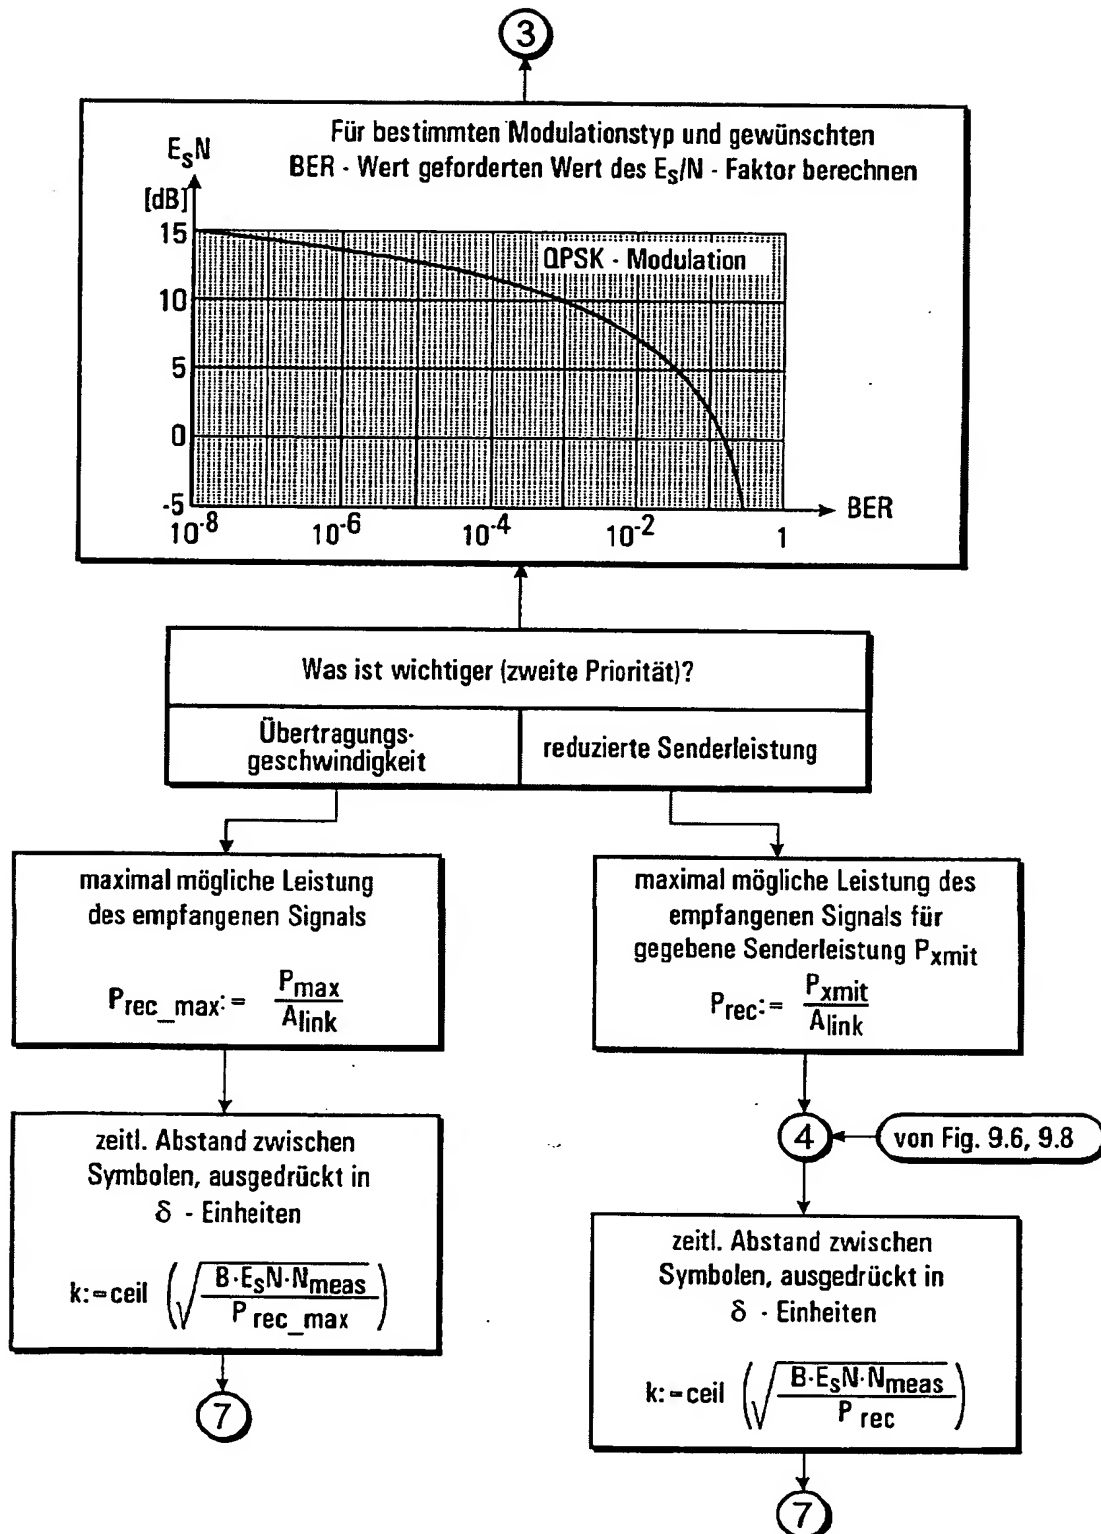 3
Für bestimmten Modulationstyp und gewünschten
BER - Wert geforderten Wert des Es/N - Faktor berechnen
EsN
[dB]
QPSK - Modulation
15
10
5
0
-5
10-8
10-6
10-4
10-2
1
BER
Was ist wichtiger (zweite Priorität)?
Übertragungs-
geschwindigkeit
reduzierte Senderleistung
maximal mögliche Leistung
des empfangenen Signals
Prec_max:= Pmax
Alink
maximal mögliche Leistung des
empfangenen Signals für
gegebene Senderleistung Pxmit
Prec:= Pxmit
Alink
4
von Fig. 9.6, 9.8
zeitl. Abstand zwischen
Symbolen, ausgedrückt in
δ - Einheiten
k:=ceil (√ B·EsN·Nmeas
P rec_max )
7
zeitl. Abstand zwischen
Symbolen, ausgedrückt in
δ - Einheiten
k:=ceil (√ B·EsN·Nmeas
P rec )
7